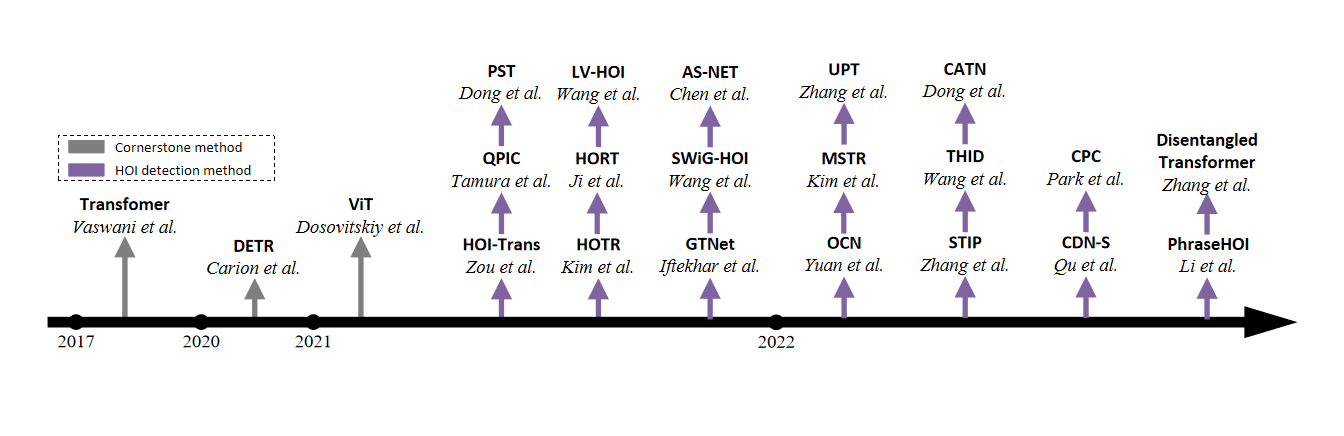 PST
Dong et al.
LV-HOI
Wang et al.
AS-NET
Chen et al.
UPT
Zhang et al.
CATN
Dong et al.
Cornerstone method
HOI detection method
QPIC
Tamura et al.
HORT
Ji et al.
SWiG-HOI
Wang et al.
MSTR
Kim et al.
THID
Wang et al.
CPC
Park et al.
Disentangled
Transformer
Zhang et al.
Transfomer
Vaswani et al.
DETR
Carion et al.
ViT
Dosovitskiy et al.
HOI-Trans
Zou et al.
HOTR
Kim et al.
GTNet
Iftekhar et al.
OCN
Yuan et al.
STIP
Zhang et al.
CDN-S
Qu et al.
PhraseHOI
Li et al.
2017
2020
2021
2022